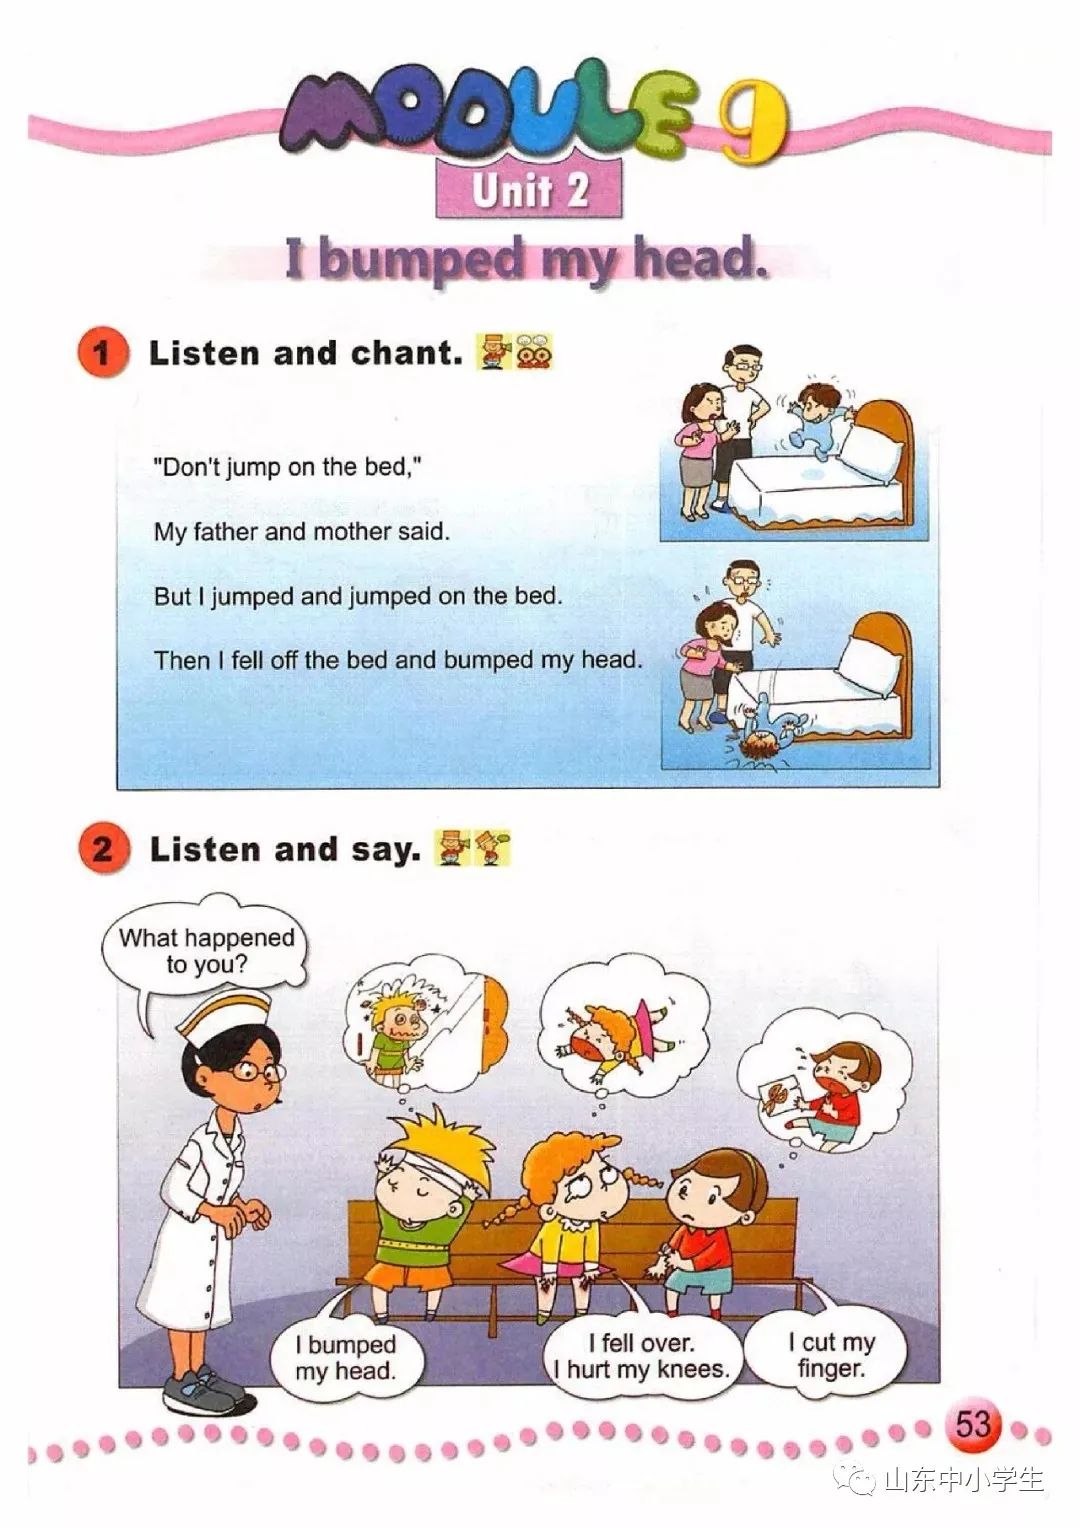 MODULE 9
Unit 2
I bumped my head.
1 Listen and chant.
"Don't jump on the bed,"
My father and mother said.
But I jumped and jumped on the bed.
Then I fell off the bed and bumped my head.
2 Listen and say.
What happened
to you?
I bumped
my head.
I fell over.
I hurt my knees.
I cut my
finger.
53
山东中小学生